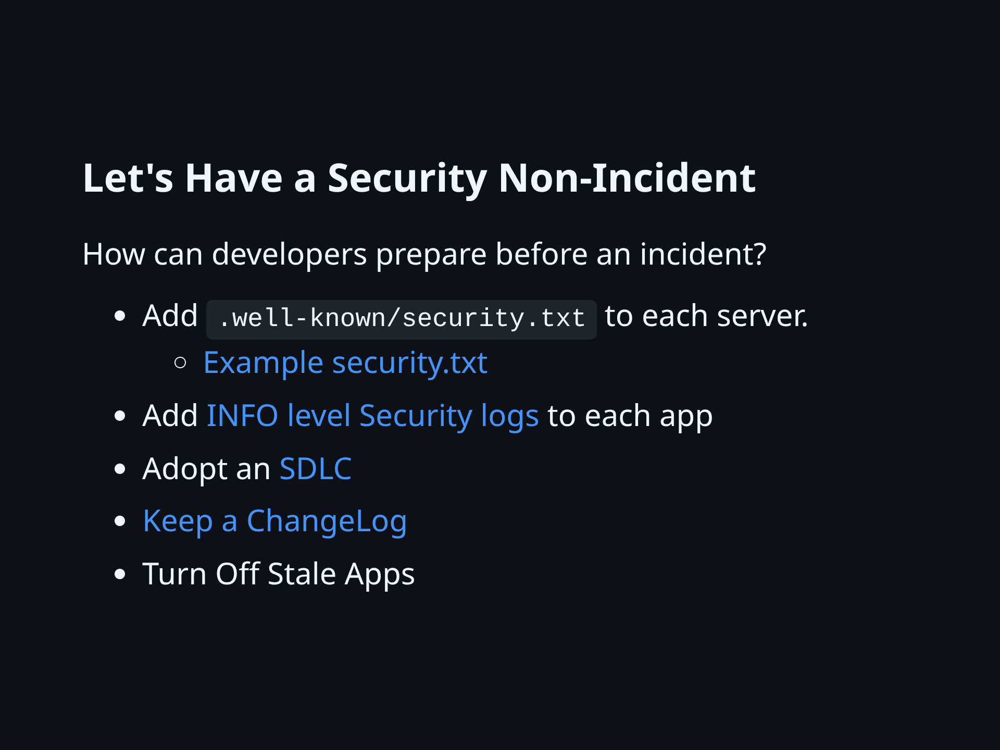 Let's Have a Security Non-Incident
How can developers prepare before an incident?
Add .well-known/security.txt to each server.
Example security.txt
Add INFO level Security logs to each app
Adopt an SDLC
Keep a ChangeLog
Turn Off Stale Apps